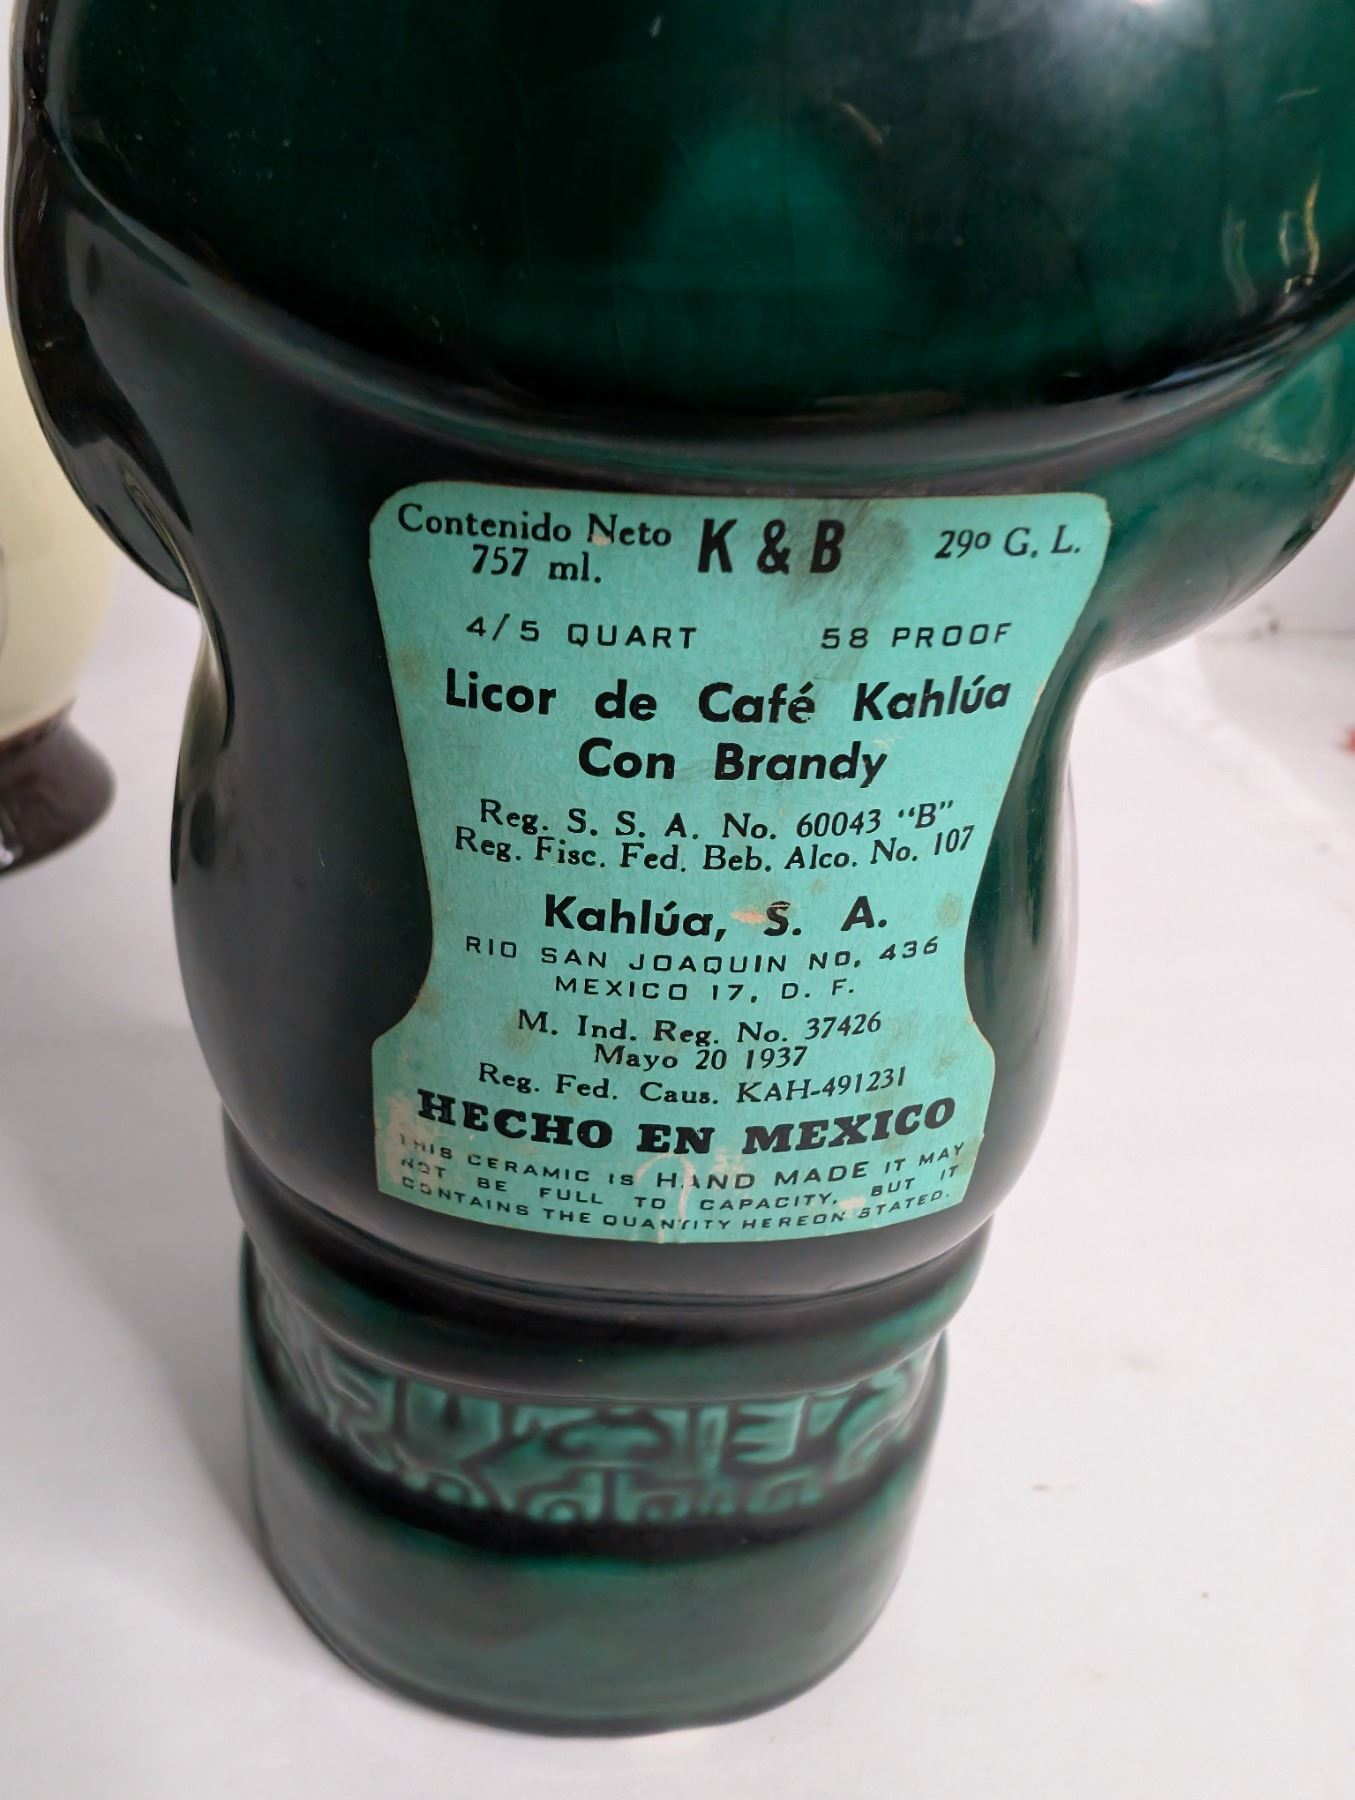 Contenido Neto K & B 29º G. L.
757 ml.
4/5 QUART 58 PROOF
Licor de Café Kahlúa
Con Brandy
Reg. S. S. A. No. 60043 "B"
Reg. Fisc. Fed. Beb. Alco. No. 107
Kahlúa, S. A.
RIO SAN JOAQUIN NO. 436
MEXICO 17, D. F.
M. Ind. Reg. No. 37426
Mayo 20 1937
Reg. Fed. Caus. KAH-491231
HECHO EN MEXICO
THIS CERAMIC IS HAND MADE IT MAY
NOT BE FULL TO CAPACITY, BUT IT
CONTAINS THE QUANTITY HEREON STATED.